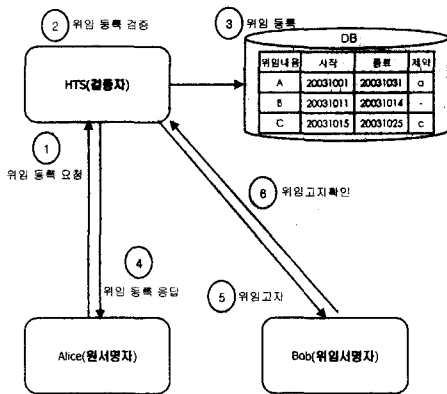 ② 위임 등록 검증
③ 위임 등록
DB
위임내용 시작 종료 제약
A 20031001 20031031 a
B 20031011 20031014 -
C 20031015 20031025 c
HTS(검증자)
① 위임 등록 요청
⑥ 위임고지확인
④ 위임 등록 응답
⑤ 위임고지
Alice(원서명자)
Bob(위임서명자)